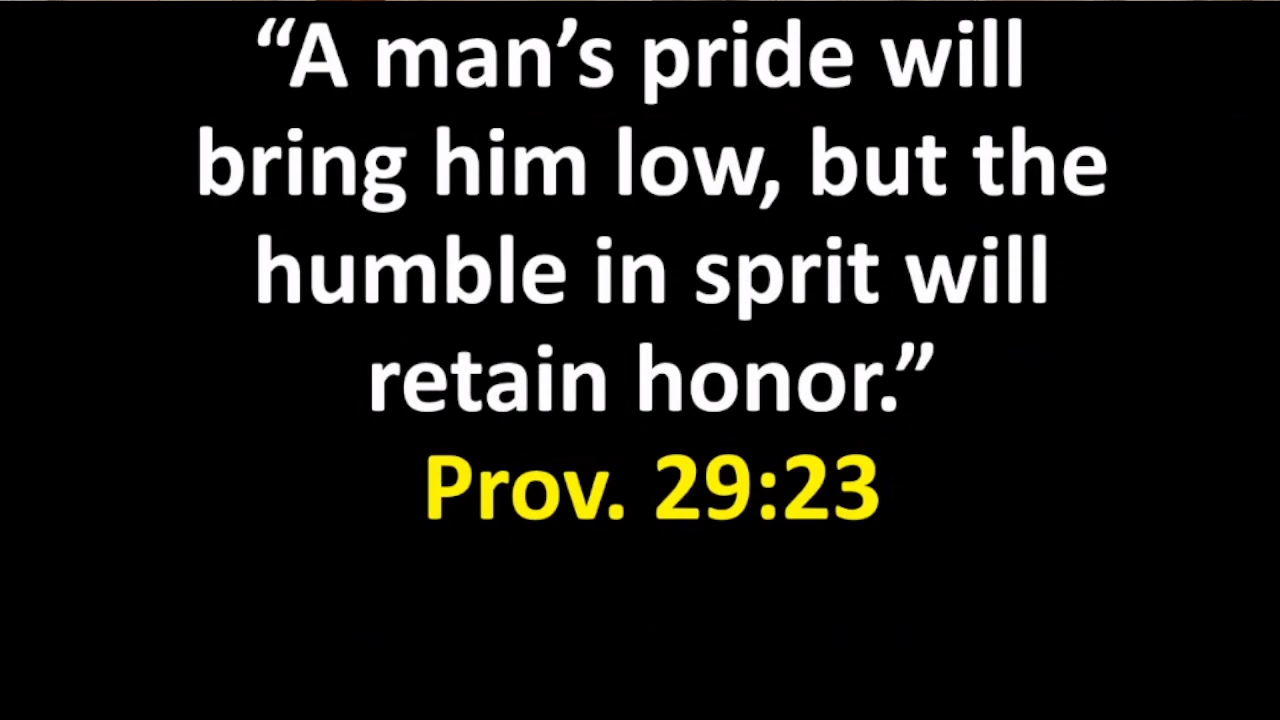 “A man’s pride will
bring him low, but the
humble in sprit will
retain honor.”
Prov. 29:23